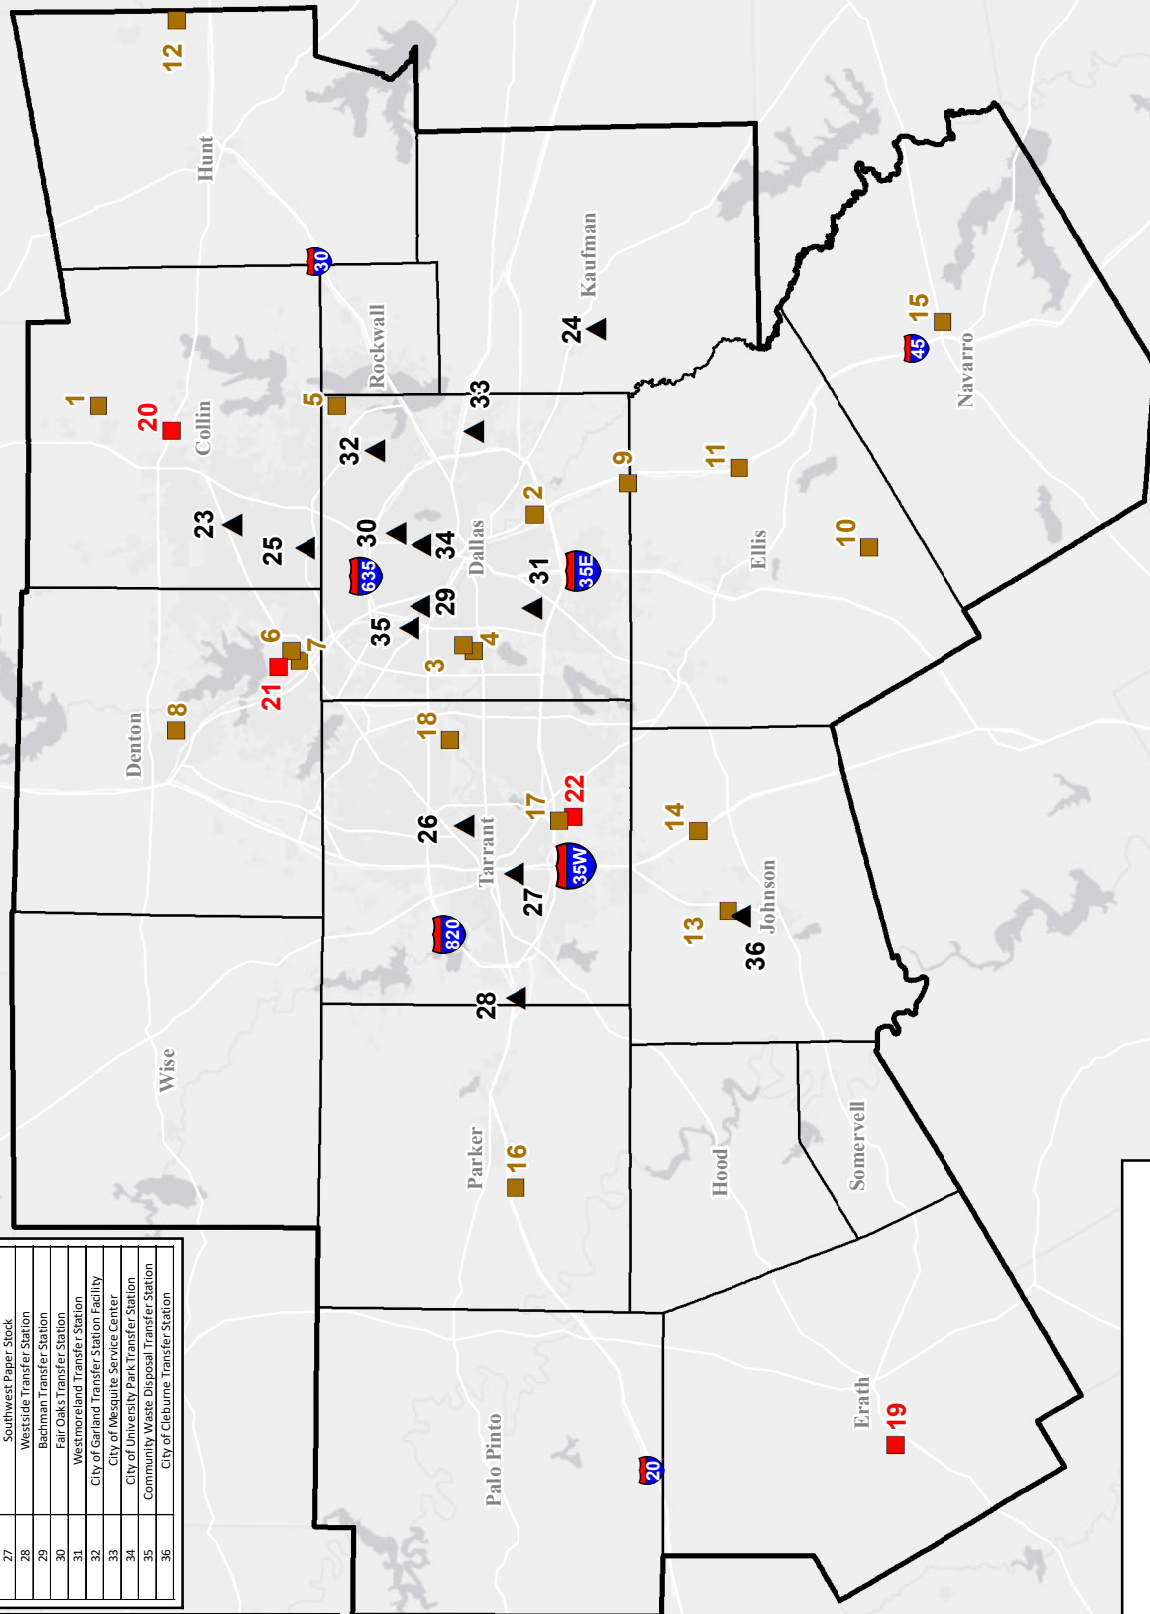 27 Southwest Paper Stock
28 Westside Transfer Station
29 Bachman Transfer Station
30 Fair Oaks Transfer Station
31 Westmoreland Transfer Station
32 City of Garland Transfer Station Facility
33 City of Mesquite Service Center
34 City of University Park Transfer Station
35 Community Waste Disposal Transfer Station
36 City of Cleburne Transfer Station
Wise
Denton
Collin
Hunt
8
21
6
7
23
25
20
1
12
30
Palo Pinto
Parker
16
28
820
Tarrant
26
27
18
17
22
35W
3
4
35
29
635
30
34
Dallas
32
5
Rockwall
33
2
31
35E
9
24
Kaufman
20
Erath
19
Hood
Somervell
Johnson
13
36
14
Ellis
10
11
45
15
Navarro